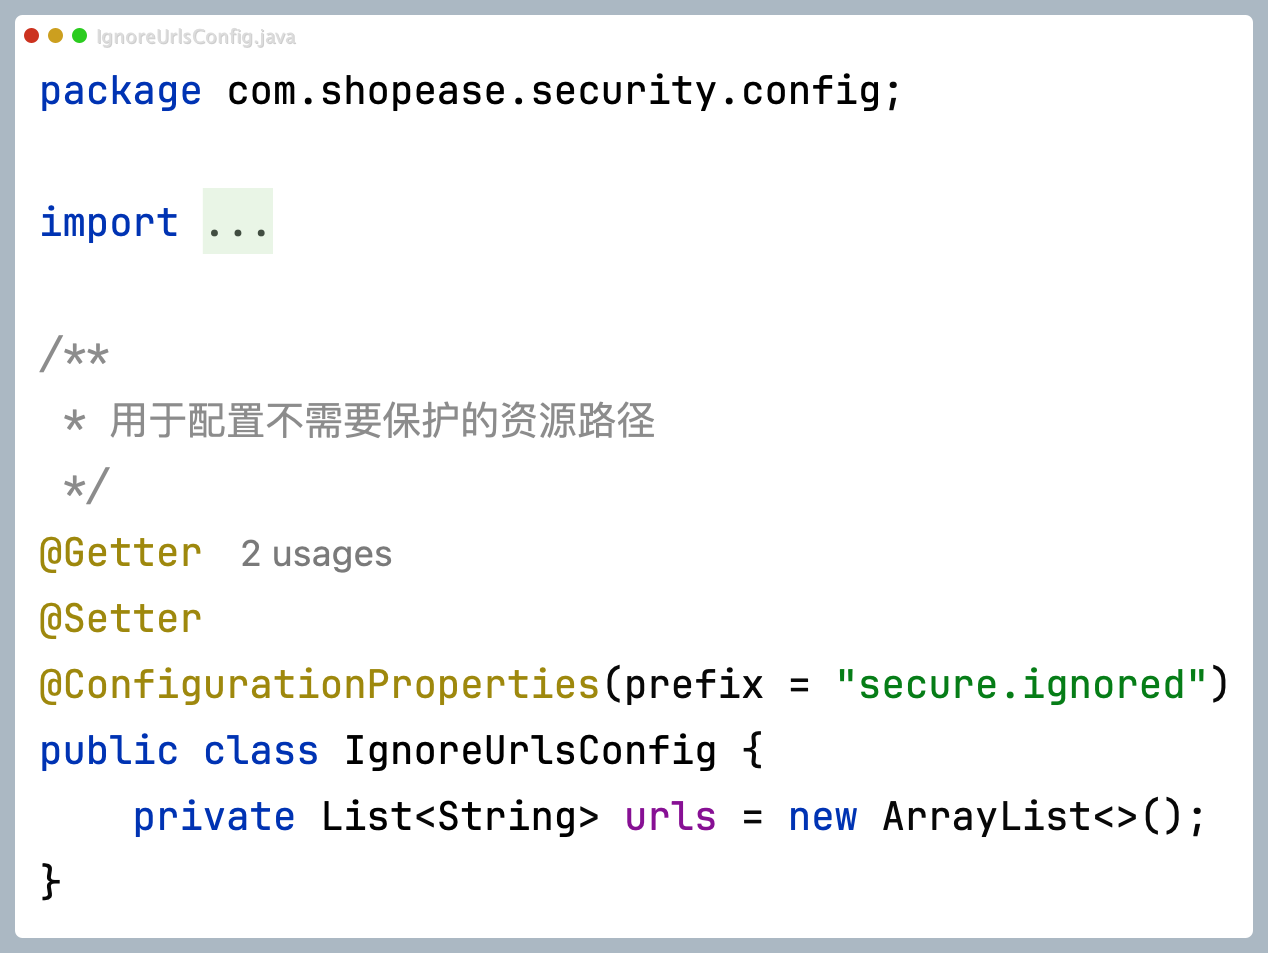 IgnoreUrlsConfig.java
package com.shopease.security.config;
import ...
/**
 * 用于配置不需要保护的资源路径
 */
@Getter 2 usages
@Setter
@ConfigurationProperties(prefix = "secure.ignored")
public class IgnoreUrlsConfig {
    private List<String> urls = new ArrayList<>();
}